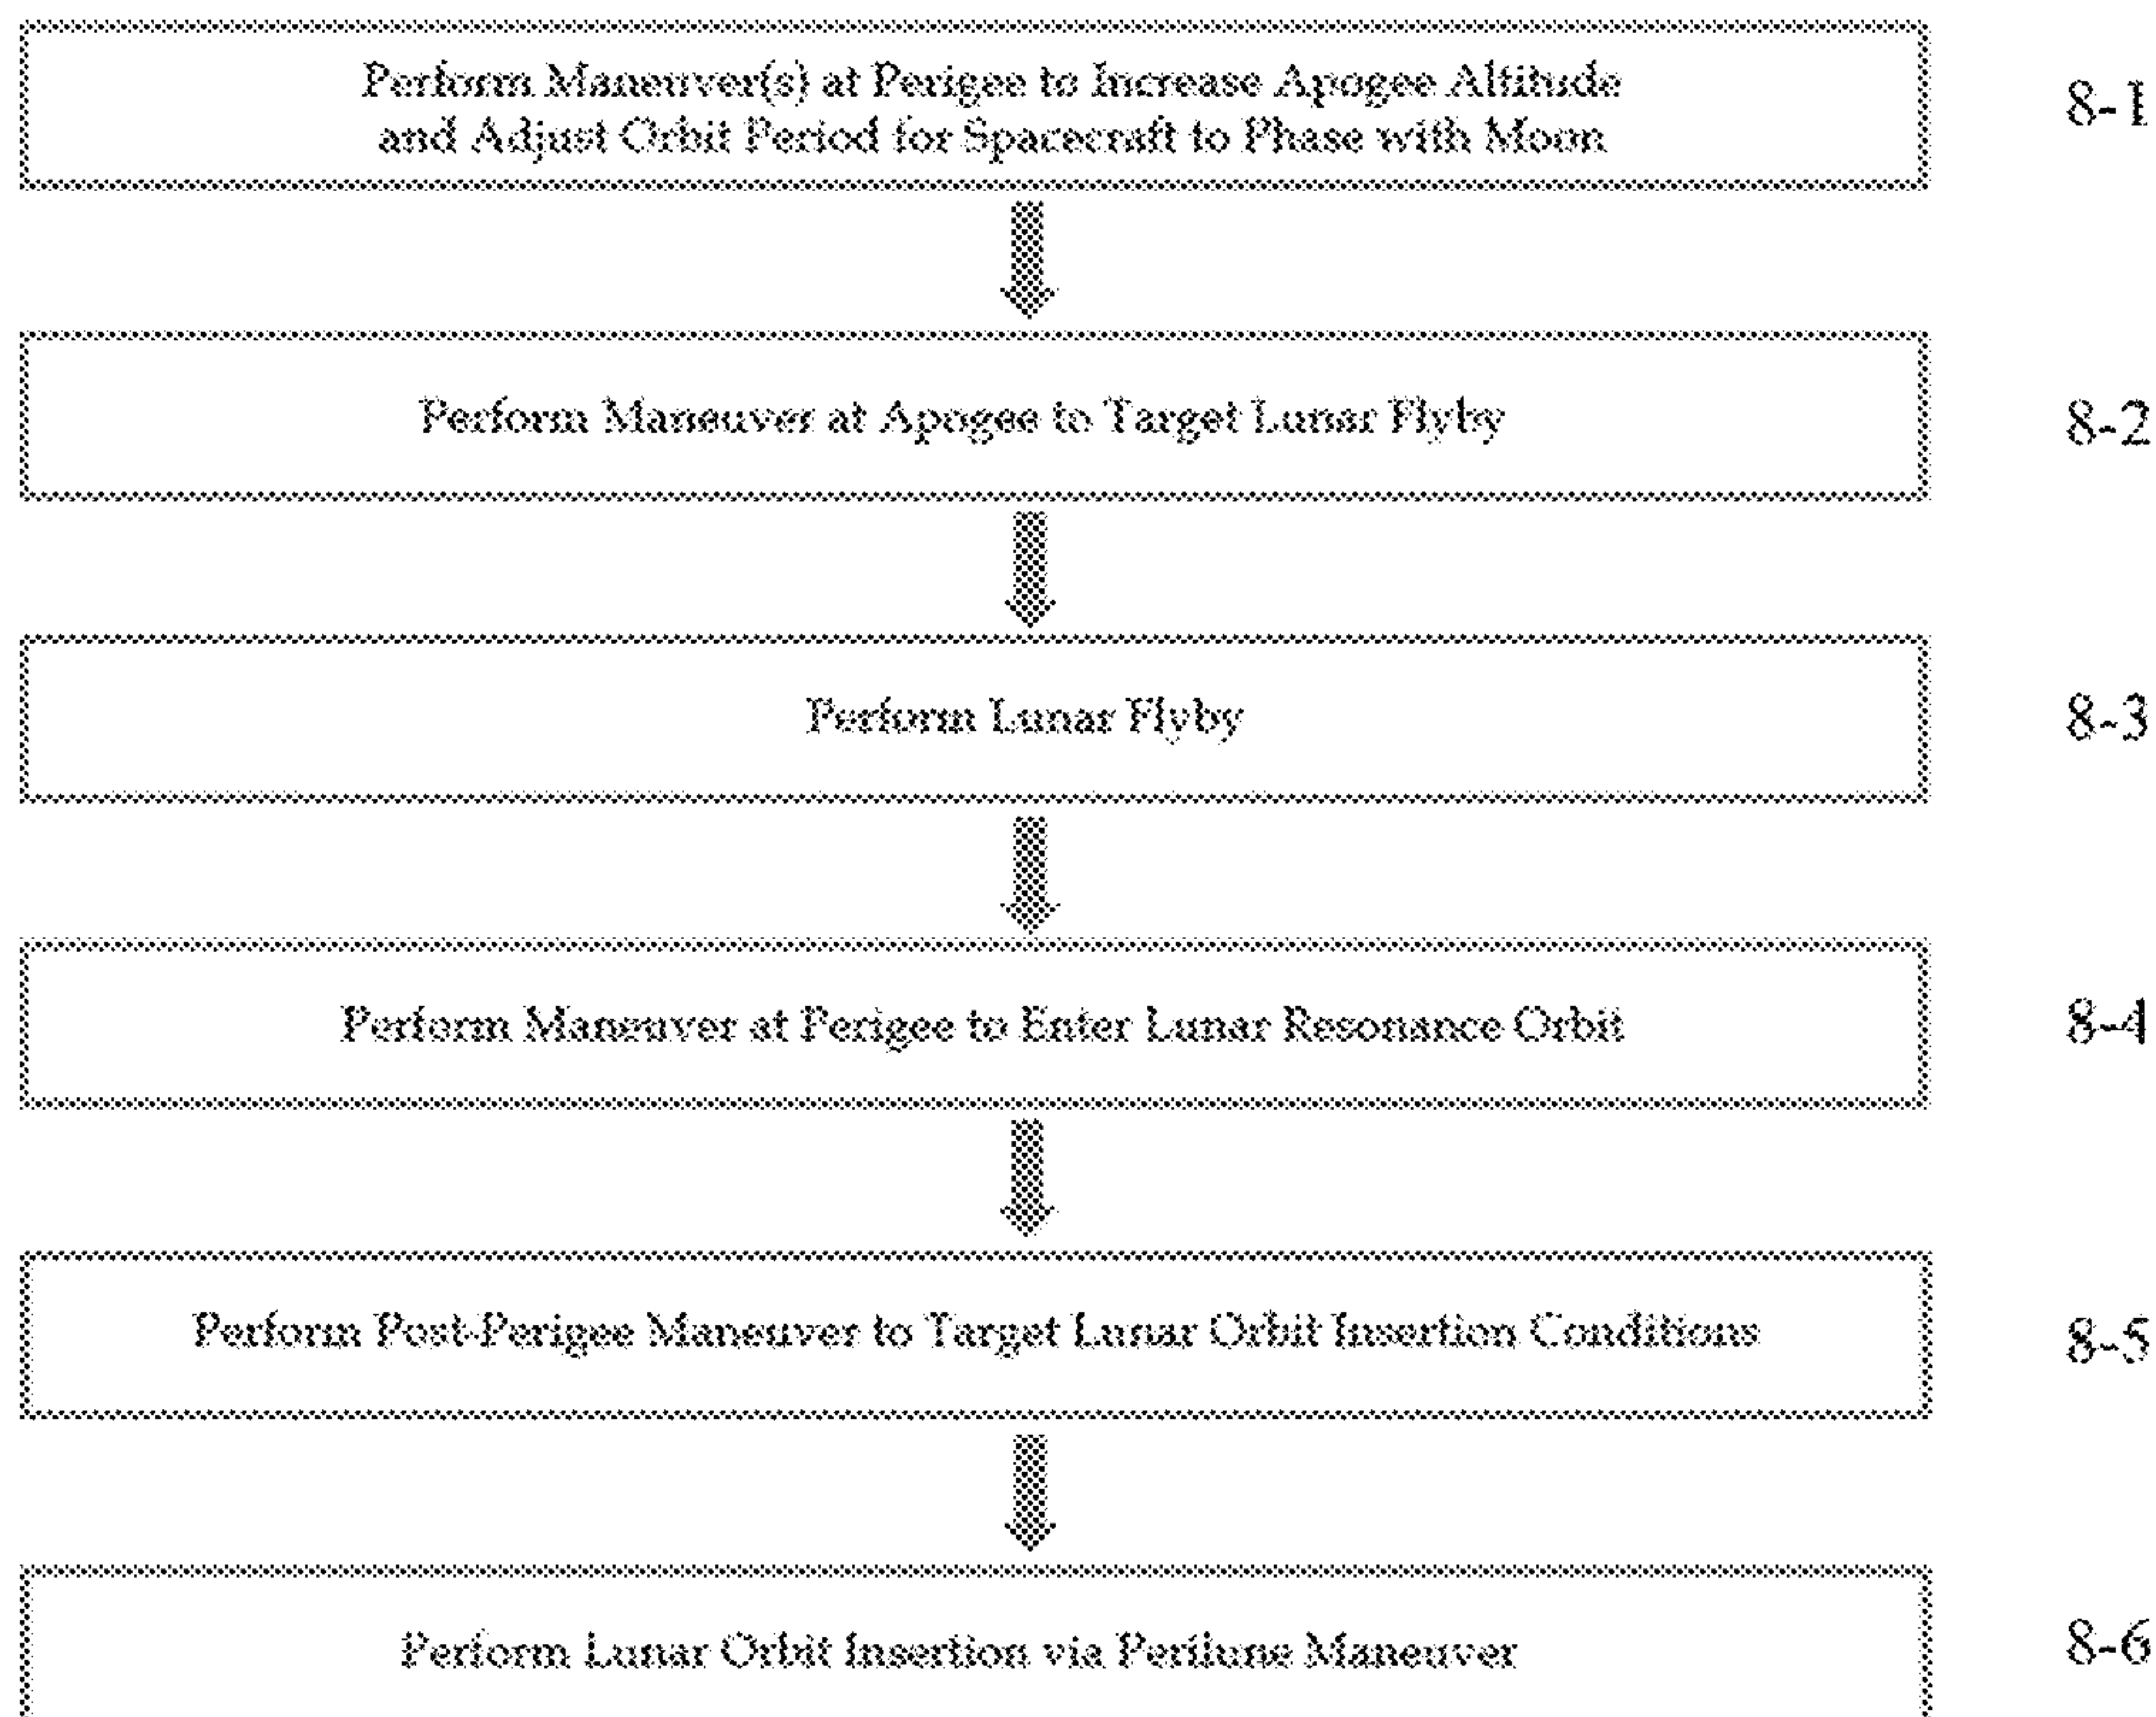 Perform Maneuver(s) at Perigee to Increase Apogee Altitude
and Adjust Orbit Period for Spacecraft to Phase with Moon
8-1
Perform Maneuver at Apogee to Target Lunar Flyby
8-2
Perform Lunar Flyby
8-3
Perform Maneuver at Perigee to Enter Lunar Resonance Orbit
8-4
Perform Post-Perigee Maneuver to Target Lunar Orbit Insertion Conditions
8-5
Perform Lunar Orbit Insertion via Perilune Maneuver
8-6